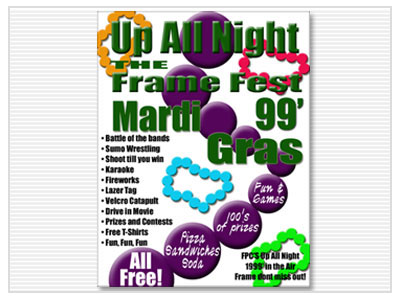 Up All Night
THE
Frame Fest
Mardi 99'
Gras
• Battle of the bands
• Sumo Wrestling
• Shoot till you win
• Karaoke
• Fireworks
• Lazer Tag
• Velcro Catapult
• Drive in Movie
• Prizes and Contests
• Free T-Shirts
• Fun, Fun, Fun
Fun &
Games
100's
of prizes
Pizza
Sandwiches
Soda
All
Free!
FPC'S Up All Night
1999 in the Air
Frame dont miss out!